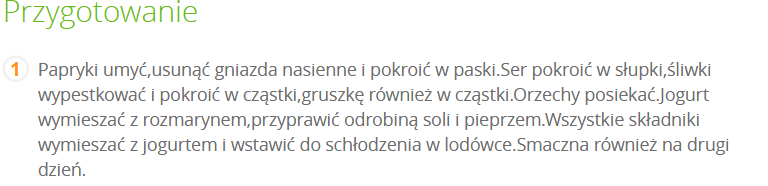 Przygotowanie
1 Papryki umyć,usunąć gniazda nasienne i pokroić w paski.Ser pokroić w słupki,śliwki
wypestkować i pokroić w cząstki,gruszkę również w cząstki.Orzechy posiekać.Jogurt
wymieszać z rozmarynem,przyprawić odrobiną soli i pieprzem.Wszystkie składniki
wymieszać z jogurtem i wstawić do schłodzenia w lodówce.Smaczna również na drugi
dzień.